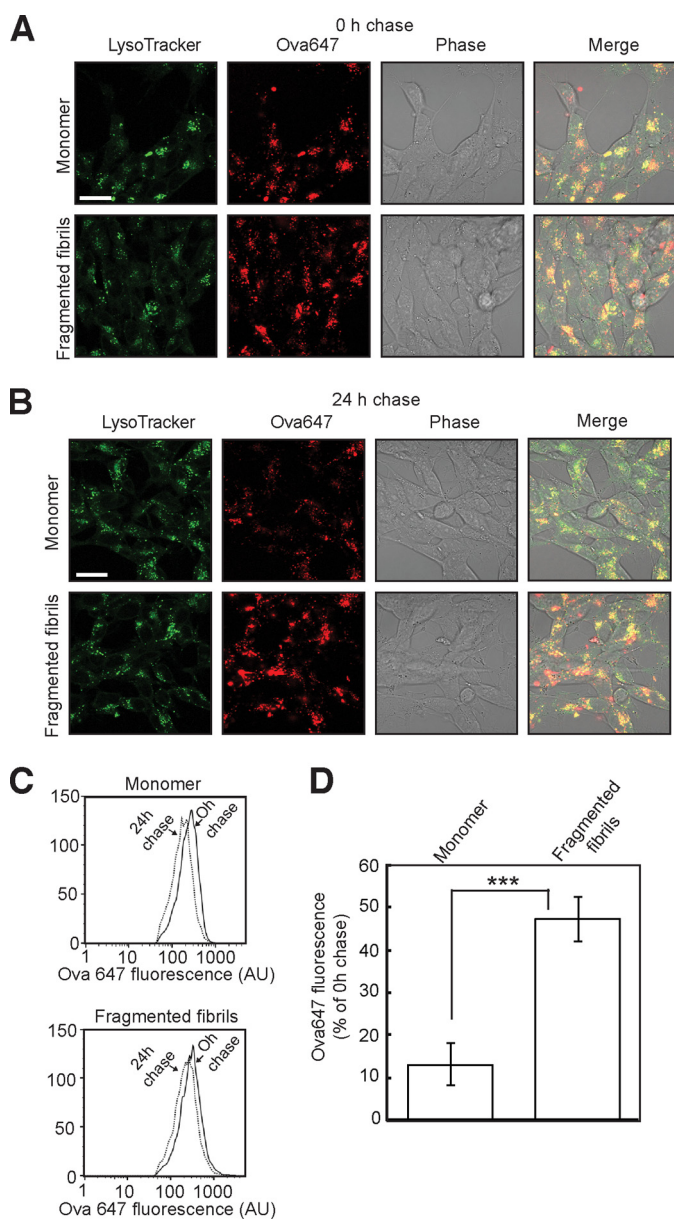 A
0 h chase
LysoTracker Ova647 Phase Merge
Monomer
Fragmented fibrils
B
24 h chase
LysoTracker Ova647 Phase Merge
Monomer
Fragmented fibrils
C
Monomer
150
100
50
0
24h chase
Oh chase
1 10 100 1000
Ova 647 fluorescence (AU)
Fragmented fibrils
150
100
50
0
24h chase
Oh chase
1 10 100 1000
Ova 647 fluorescence (AU)
D
Monomer
Fragmented
fibrils
Ova647 fluorescence
(% of 0h chase)
60
50
40
30
20
10
0
***